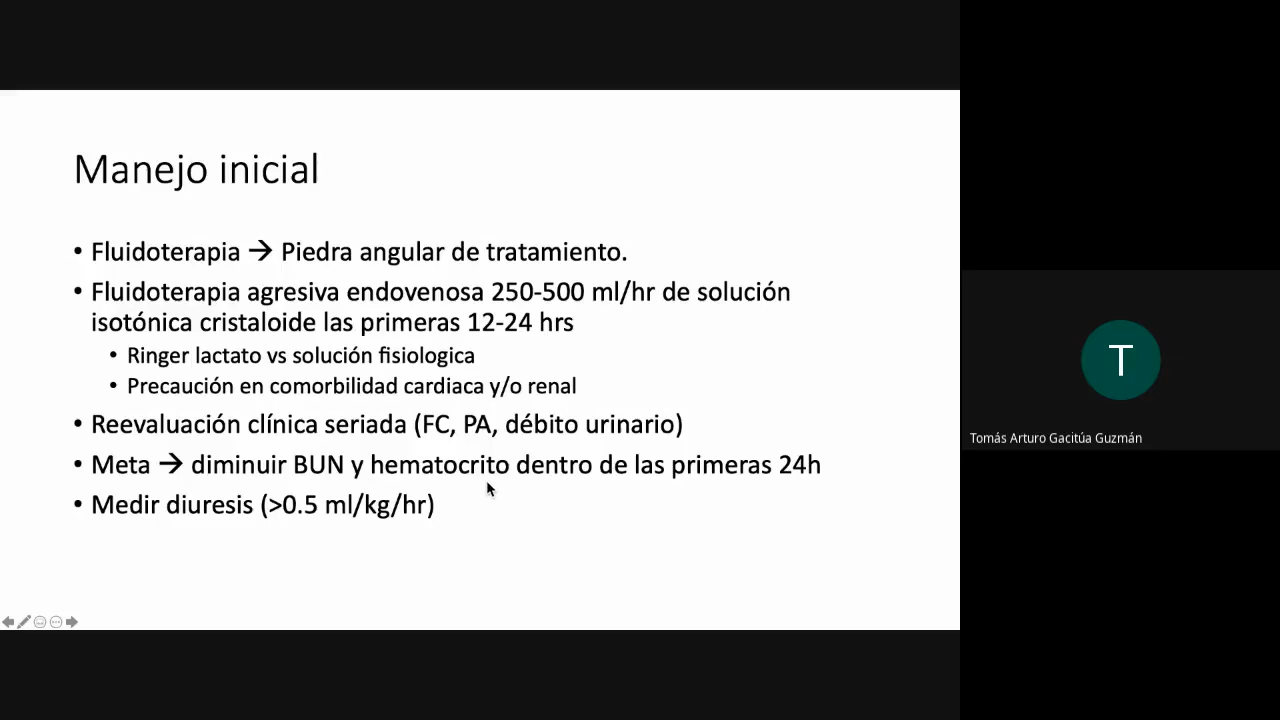 Manejo inicial
• Fluidoterapia → Piedra angular de tratamiento.
• Fluidoterapia agresiva endovenosa 250-500 ml/hr de solución
isotónica cristaloide las primeras 12-24 hrs
• Ringer lactato vs solución fisiologica
• Precaución en comorbilidad cardiaca y/o renal
• Reevaluación clínica seriada (FC, PA, débito urinario)
• Meta → diminuir BUN y hematocrito dentro de las primeras 24h
• Medir diuresis (>0.5 ml/kg/hr)
T
Tomás Arturo Gacitúa Guzmán